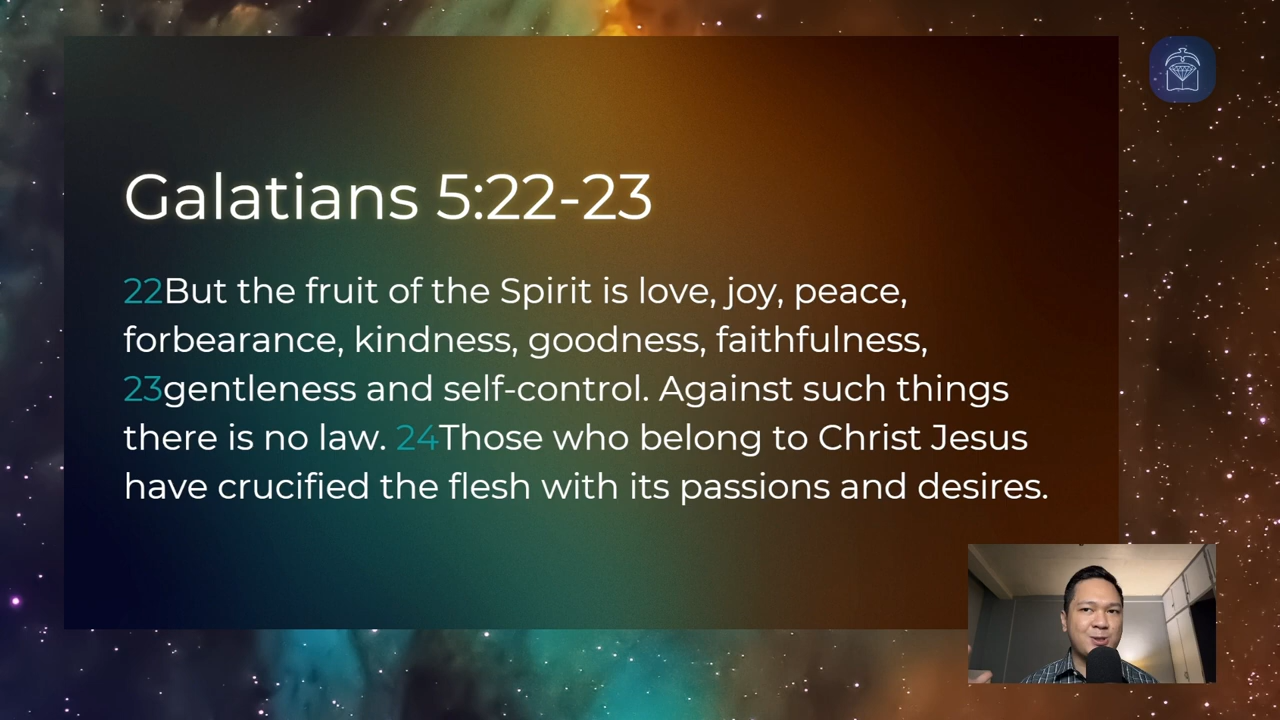 Galatians 5:22-23
22But the fruit of the Spirit is love, joy, peace,
forbearance, kindness, goodness, faithfulness,
23gentleness and self-control. Against such things
there is no law. 24Those who belong to Christ Jesus
have crucified the flesh with its passions and desires.